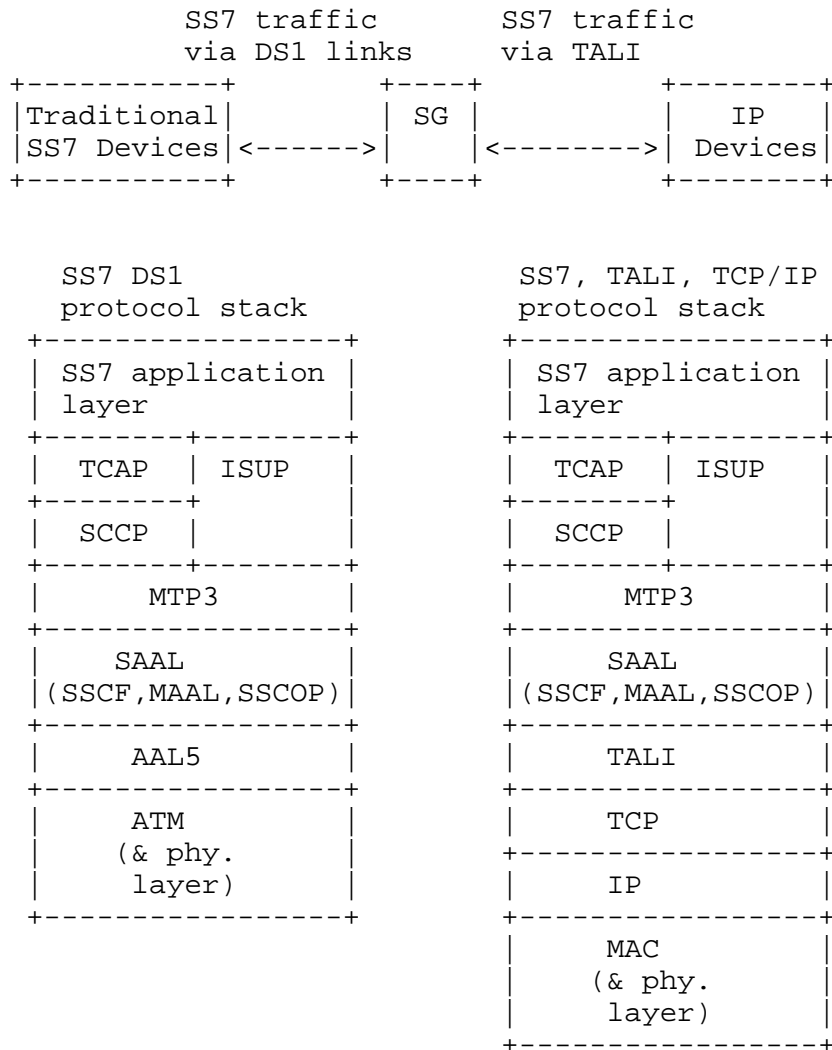 SS7 traffic          SS7 traffic
via DS1 links     via TALI
+-----------+        +----+          +--------+
|Traditional|        | SG |          |   IP   |
|SS7 Devices|<------>|    |<-------->| Devices|
+-----------+        +----+          +--------+
SS7 DS1                    SS7, TALI, TCP/IP
protocol stack             protocol stack
+-----------------+        +-----------------+
| SS7 application |        | SS7 application |
| layer           |        | layer           |
+--------+--------+        +--------+--------+
|  TCAP  | ISUP   |        |  TCAP  | ISUP   |
+--------+        |        +--------+        |
|  SCCP  |        |        |  SCCP  |        |
+--------+--------+        +--------+--------+
|      MTP3       |        |      MTP3       |
+-----------------+        +-----------------+
|    SAAL         |        |     SAAL        |
|(SSCF,MAAL,SSCOP)|        |(SSCF,MAAL,SSCOP)|
+-----------------+        +-----------------+
|     AAL5        |        |     TALI        |
+-----------------+        +-----------------+
|     ATM         |        |     TCP         |
|    (& phy.      |        +-----------------+
|     layer)      |        |     IP          |
+-----------------+        +-----------------+
|     MAC         |
|    (& phy.      |
|     layer)      |
+-----------------+